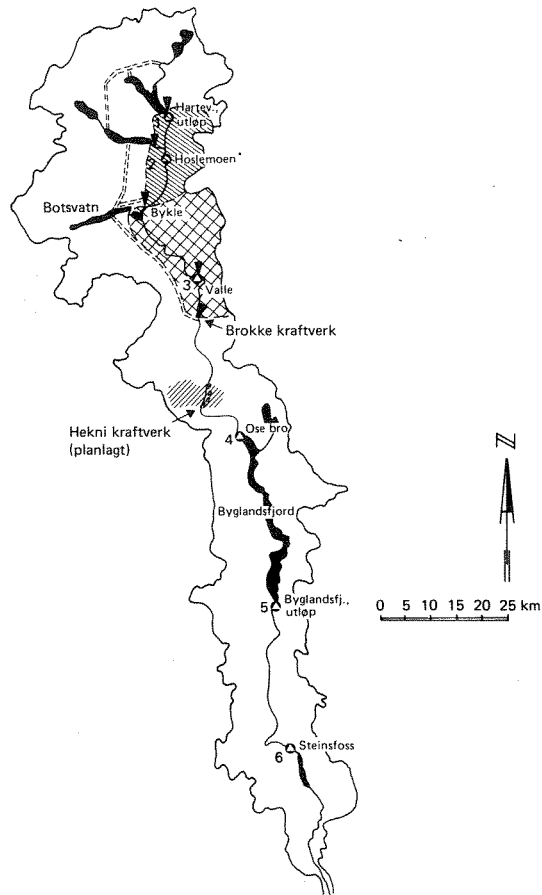 Hartev.,
utløp
1
2
Hoslemoen
Botsvatn
Bykle
3
Valle
Brokke kraftverk
Hekni kraftverk
(planlagt)
4
Ose bro
N
Byglandsfjord
5
Byglandsfj.,
utløp
0 5 10 15 20 25 km
6
Steinsfoss